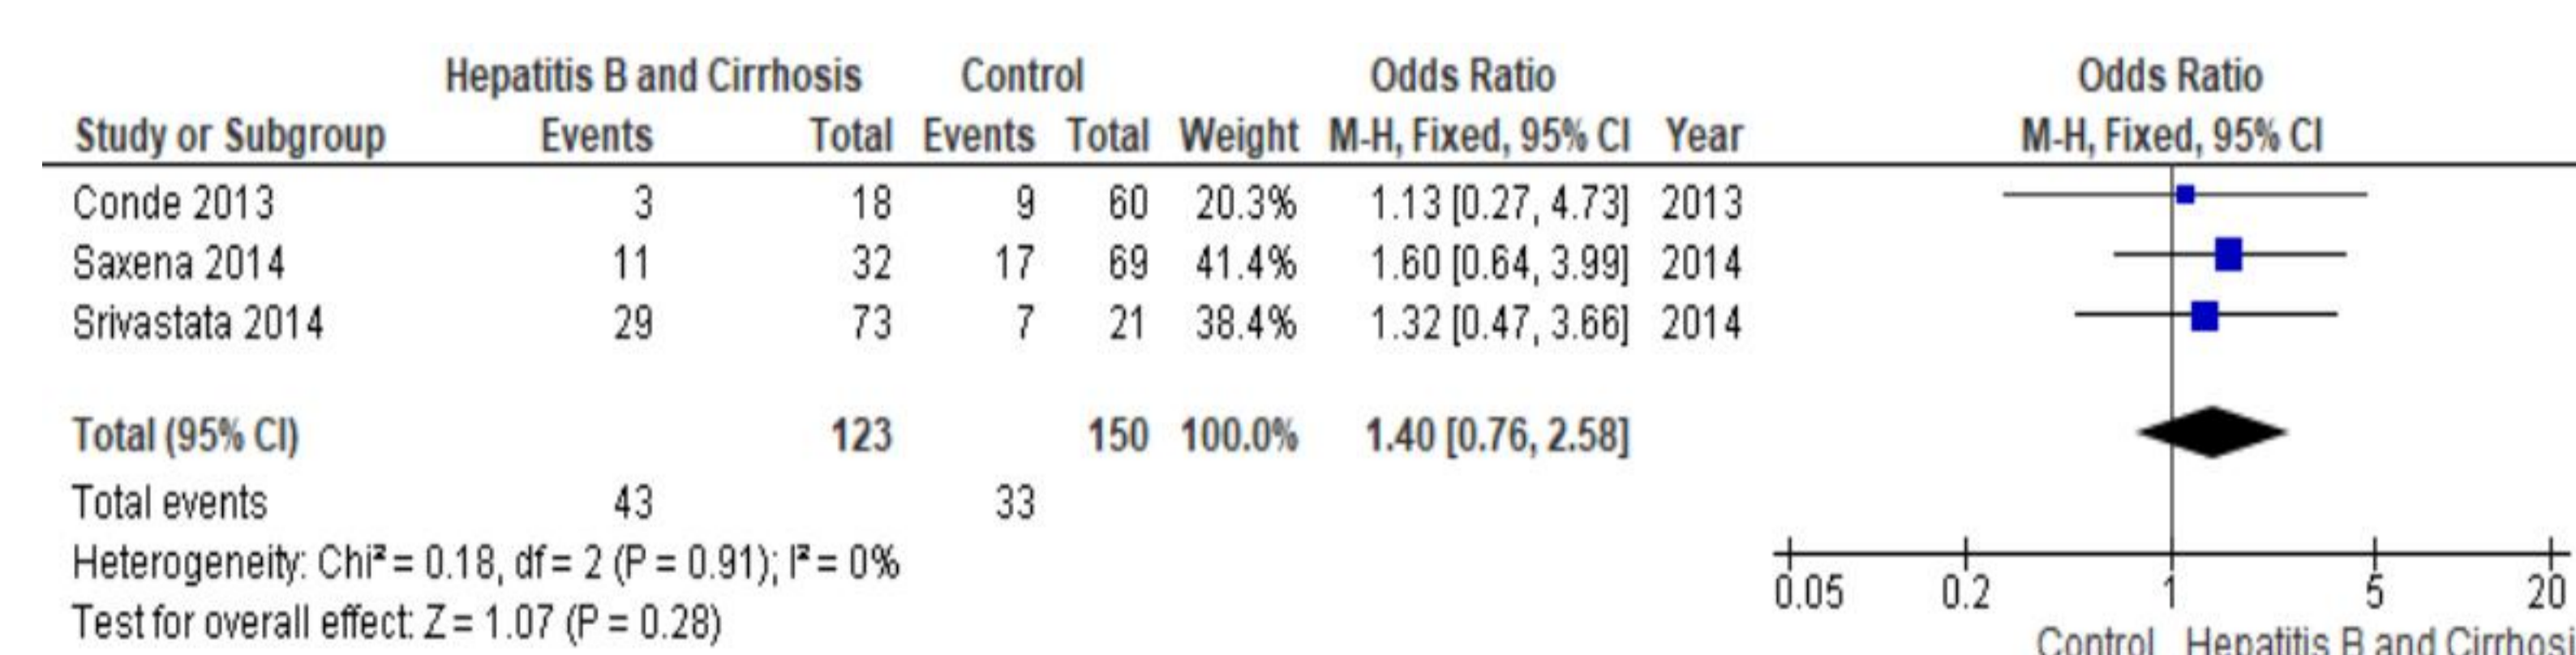 Hepatitis B and Cirrhosis Control Odds Ratio Odds Ratio
Study or Subgroup Events Total Events Total Weight M-H, Fixed, 95% CI Year M-H, Fixed, 95% CI
Conde 2013 3 18 9 60 20.3% 1.13 [0.27, 4.73] 2013
Saxena 2014 11 32 17 69 41.4% 1.60 [0.64, 3.99] 2014
Srivastata 2014 29 73 7 21 38.4% 1.32 [0.47, 3.66] 2014
Total (95% CI) 123 150 100.0% 1.40 [0.76, 2.58]
Total events 43 33
Heterogeneity: Chi² = 0.18, df = 2 (P = 0.91); I² = 0%
Test for overall effect: Z = 1.07 (P = 0.28)
0.05 0.2 1 5 20
Control Hepatitis B and Cirrhosi